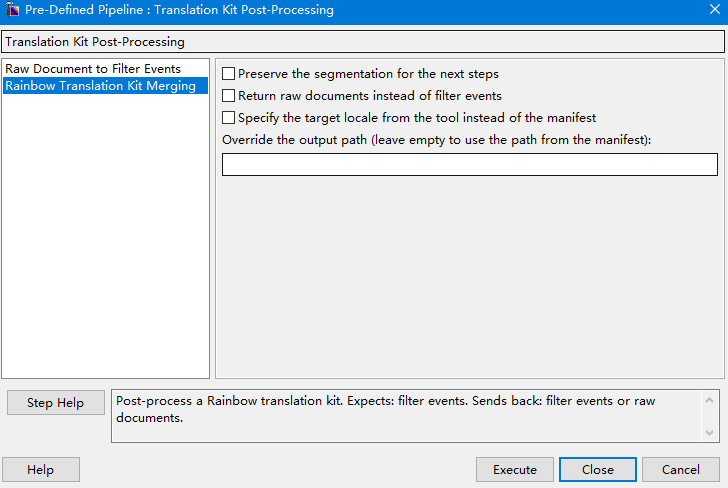 Pre-Defined Pipeline : Translation Kit Post-Processing
Translation Kit Post-Processing
Raw Document to Filter Events
Rainbow Translation Kit Merging
Preserve the segmentation for the next steps
Return raw documents instead of filter events
Specify the target locale from the tool instead of the manifest
Override the output path (leave empty to use the path from the manifest):
Step Help
Post-process a Rainbow translation kit. Expects: filter events. Sends back: filter events or raw
documents.
Help
Execute
Close
Cancel